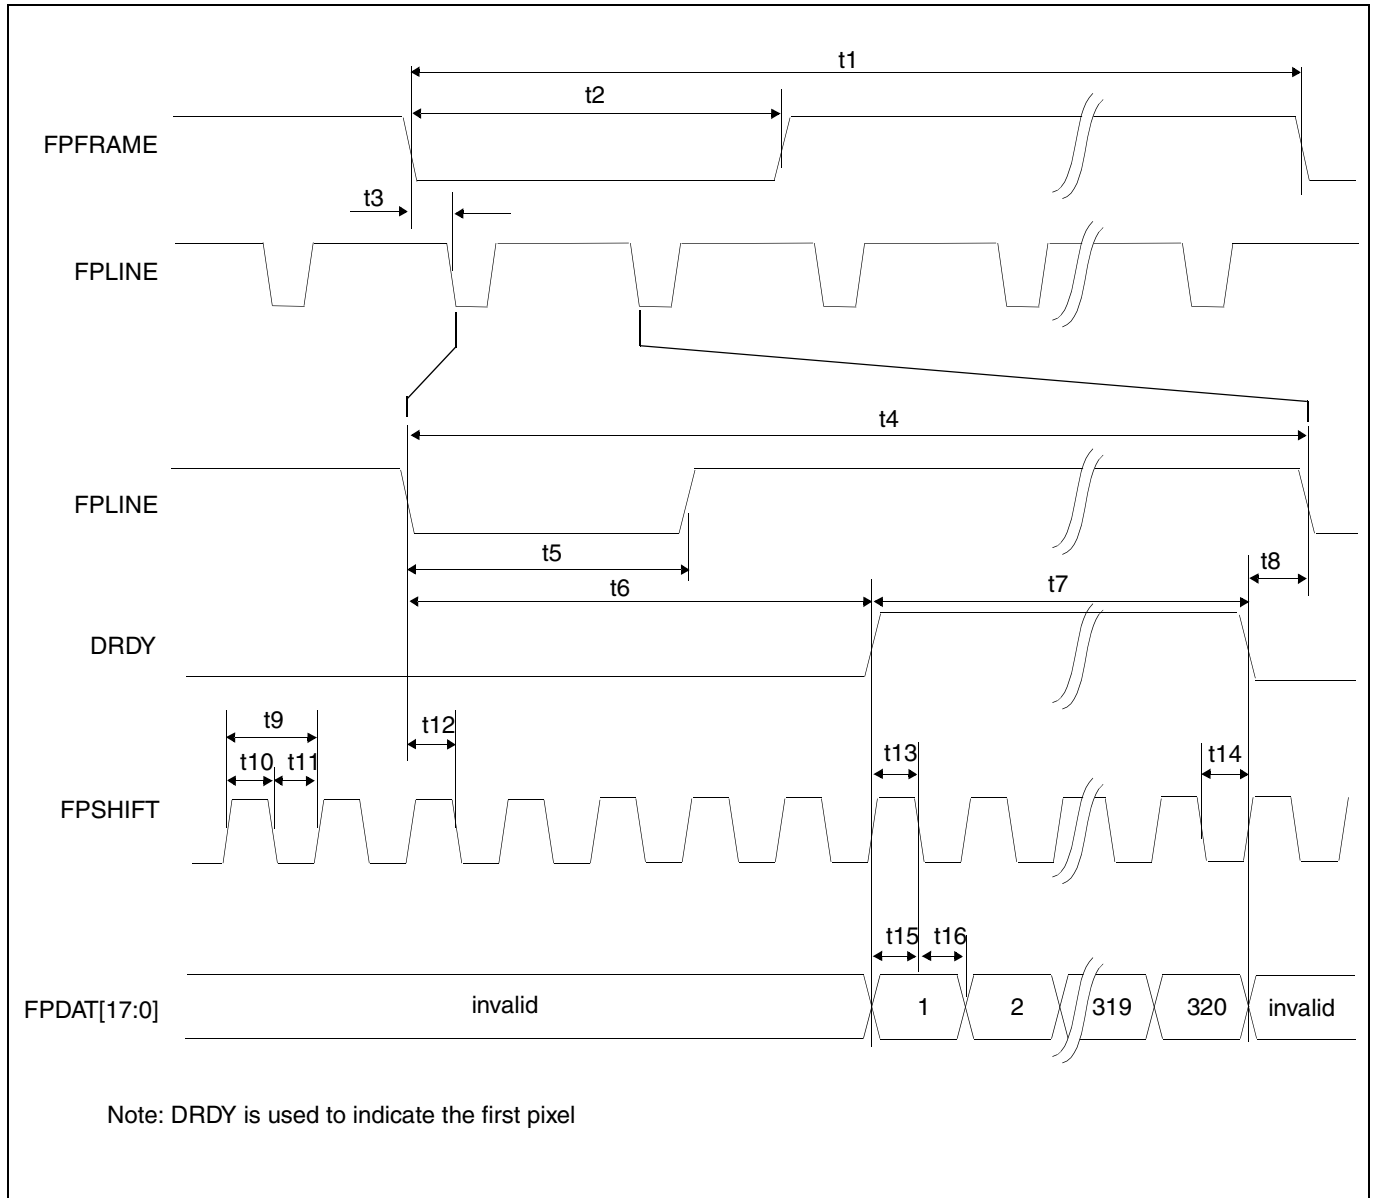 t1
t2
FPFRAME
t3
FPLINE
t4
FPLINE
t5
t8
t6
t7
DRDY
t9
t12
t10
t11
t13
t14
FPSHIFT
t15
t16
FPDAT[17:0]
invalid
1
2
319
320
invalid
Note: DRDY is used to indicate the first pixel